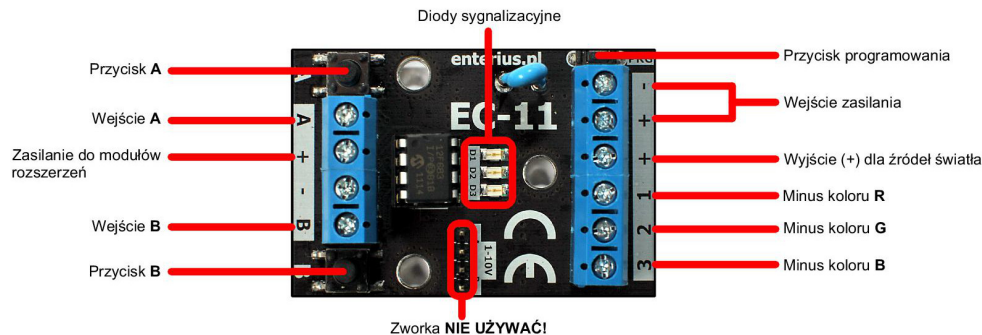 Diody sygnalizacyjne
Przycisk A
Wejście A
Zasilanie do modułów
rozszerzeń
Wejście B
Przycisk B
enterius.pl
EC-11
A
A
+
-
B
B
D1
D2
D3
1-10V
CE
PRG
-
+
+
1
2
3
Przycisk programowania
Wejście zasilania
Wyjście (+) dla źródeł światła
Minus koloru R
Minus koloru G
Minus koloru B
Zworka NIE UŻYWAĆ!